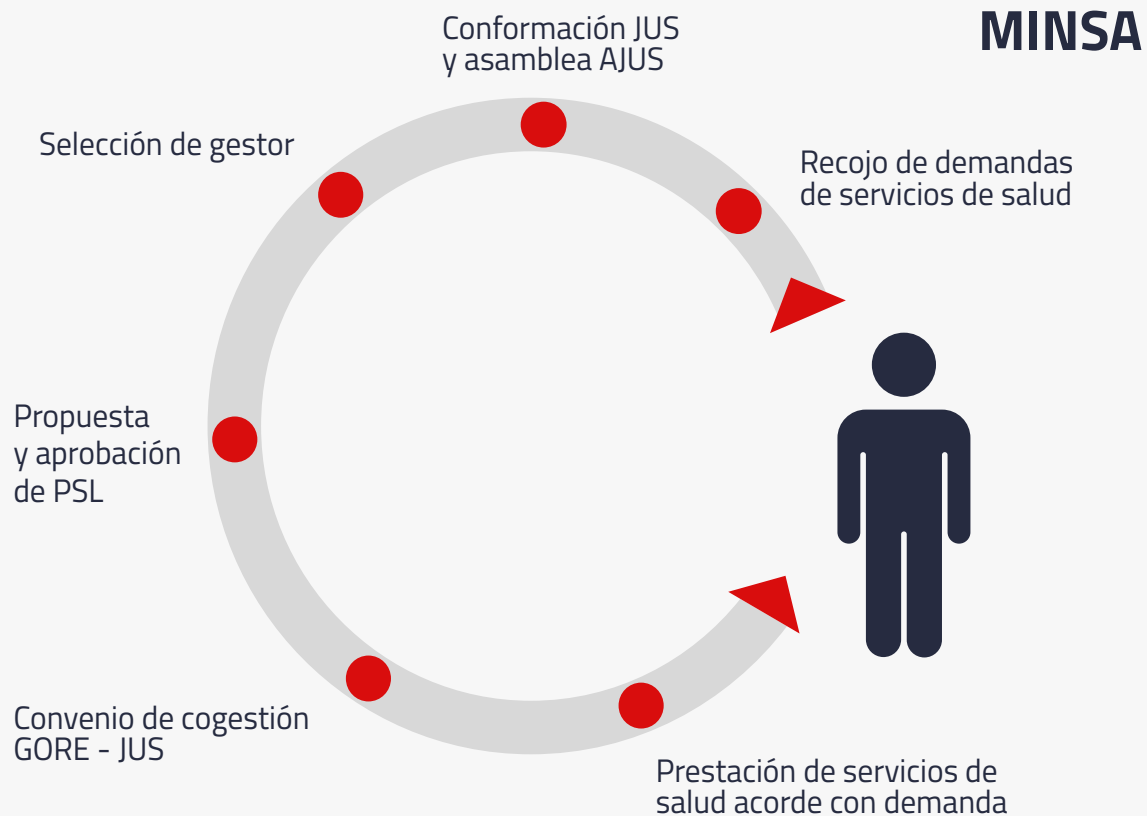 MINSA
Conformación JUS
y asamblea AJUS
Selección de gestor
Recojo de demandas
de servicios de salud
Propuesta
y aprobación
de PSL
Convenio de cogestión
GORE - JUS
Prestación de servicios de
salud acorde con demanda